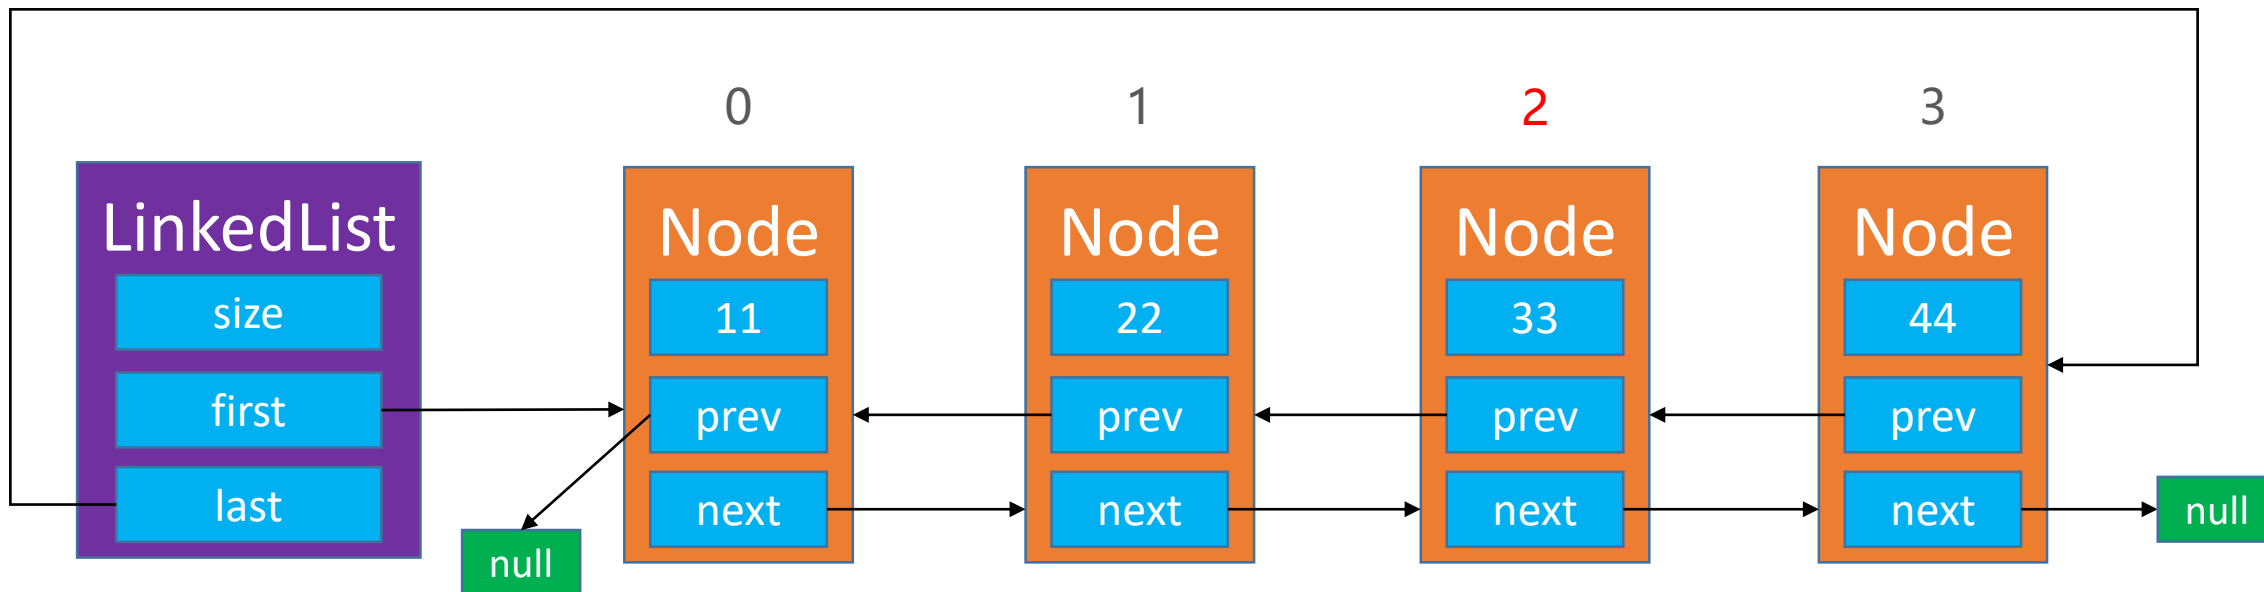 0 1 2 3
LinkedList
size
first
last
null
Node
11
prev
next
Node
22
prev
next
Node
33
prev
next
Node
44
prev
next
null